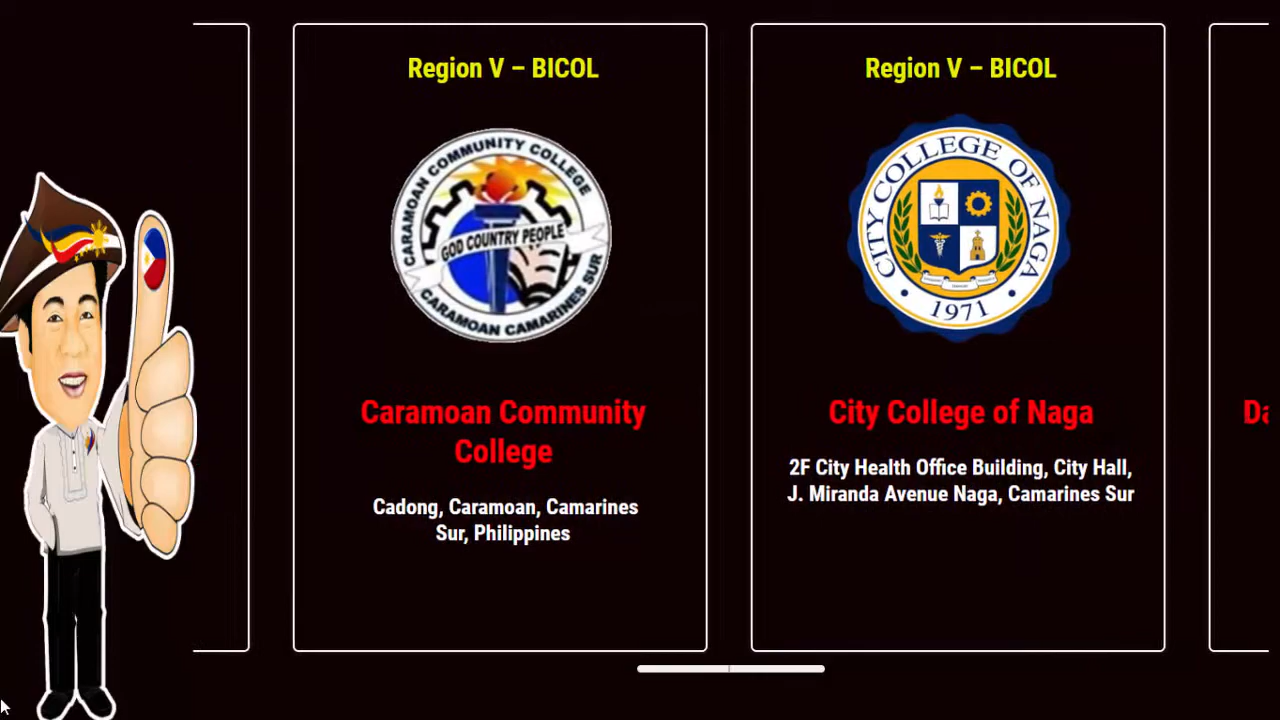 Region V – BICOL
CARAMOAN COMMUNITY COLLEGE
GOD COUNTRY PEOPLE
CARAMOAN CAMARINES SUR
Caramoan Community
College
Cadong, Caramoan, Camarines
Sur, Philippines
Region V – BICOL
CITY COLLEGE OF NAGA
1971
City College of Naga
2F City Health Office Building, City Hall,
J. Miranda Avenue Naga, Camarines Sur